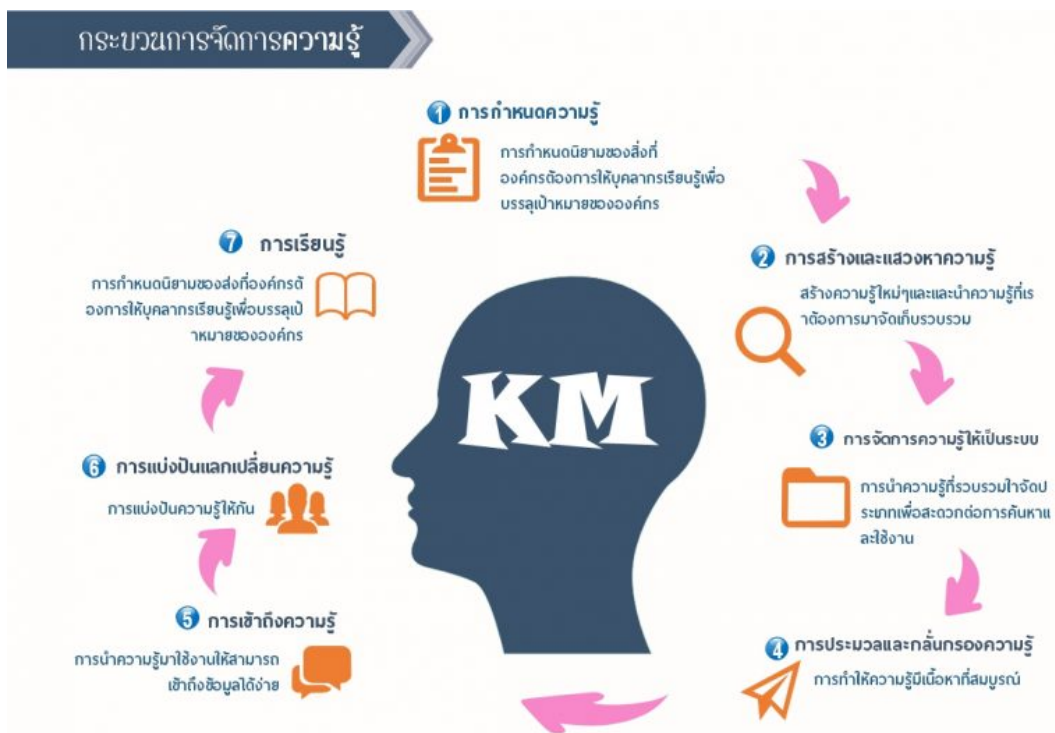 กระบวนการจัดการความรู้
1 การกำหนดความรู้
การกำหนดนิยามของสิ่งที่
องค์กรต้องการให้บุคลากรเรียนรู้เพื่อ
บรรลุเป้าหมายขององค์กร
2 การสร้างและแสวงหาความรู้
สร้างความรู้ใหม่ๆและและนำความรู้ที่เร
าต้องการมาจัดเก็บรวบรวม
3 การจัดการความรู้ให้เป็นระบบ
การนำความรู้ที่รวบรวมใาจัดป
ระเภทเพื่อสะดวกต่อการค้นหาแ
ละใช้งาน
4 การประมวลและกลั่นกรองความรู้
การทำให้ความรู้มีเนื้อหาที่สมบูรณ์
5 การเข้าถึงความรู้
การนำความรู้มาใช้งานให้สามารถ
เข้าถึงข้อมูลได้ง่าย
6 การแบ่งปันแลกเปลี่ยนความรู้
การแบ่งปันความรู้ให้กัน
7 การเรียนรู้
การกำหนดนิยามของส่งที่องค์กรต้
องการให้บุคลากรเรียนรู้เพื่อบรรลุเป้
าหมายขององค์กร
KM